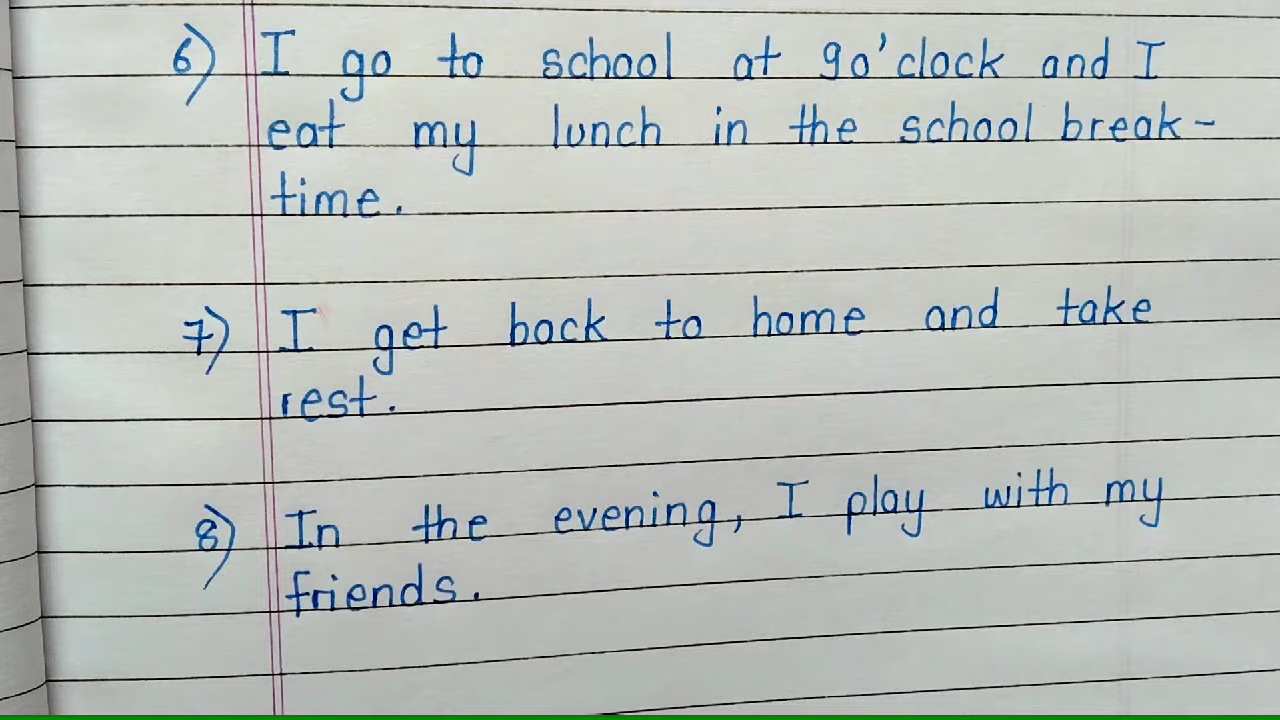 6) I go to school at 9o'clock and I
eat my lunch in the school break-
time.
7) I get back to home and take
rest.
8) In the evening, I play with my
friends.